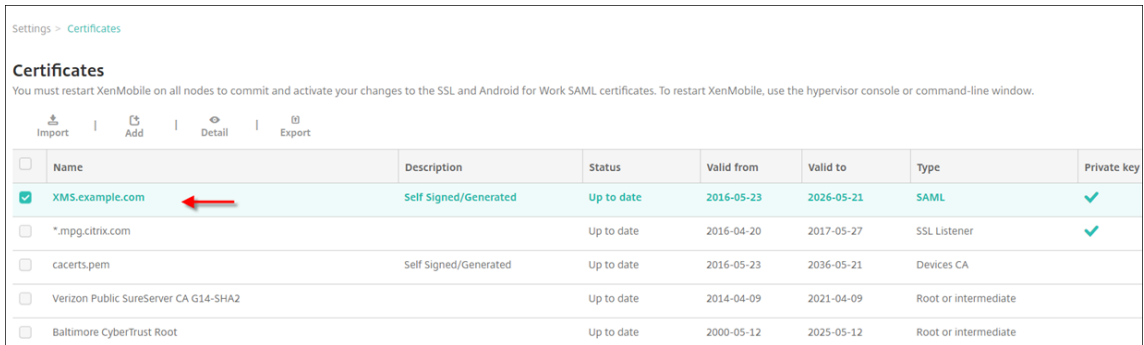 Settings > Certificates
Certificates
You must restart XenMobile on all nodes to commit and activate your changes to the SSL and Android for Work SAML certificates. To restart XenMobile, use the hypervisor console or command-line window.
Import | Add | Detail | Export
Name Description Status Valid from Valid to Type Private key
XMS.example.com Self Signed/Generated Up to date 2016-05-23 2026-05-21 SAML
*.mpg.citrix.com Up to date 2016-04-20 2017-05-27 SSL Listener
cacerts.pem Self Signed/Generated Up to date 2016-05-23 2036-05-21 Devices CA
Verizon Public SureServer CA G14-SHA2 Up to date 2014-04-09 2021-04-09 Root or intermediate
Baltimore CyberTrust Root Up to date 2000-05-12 2025-05-12 Root or intermediate